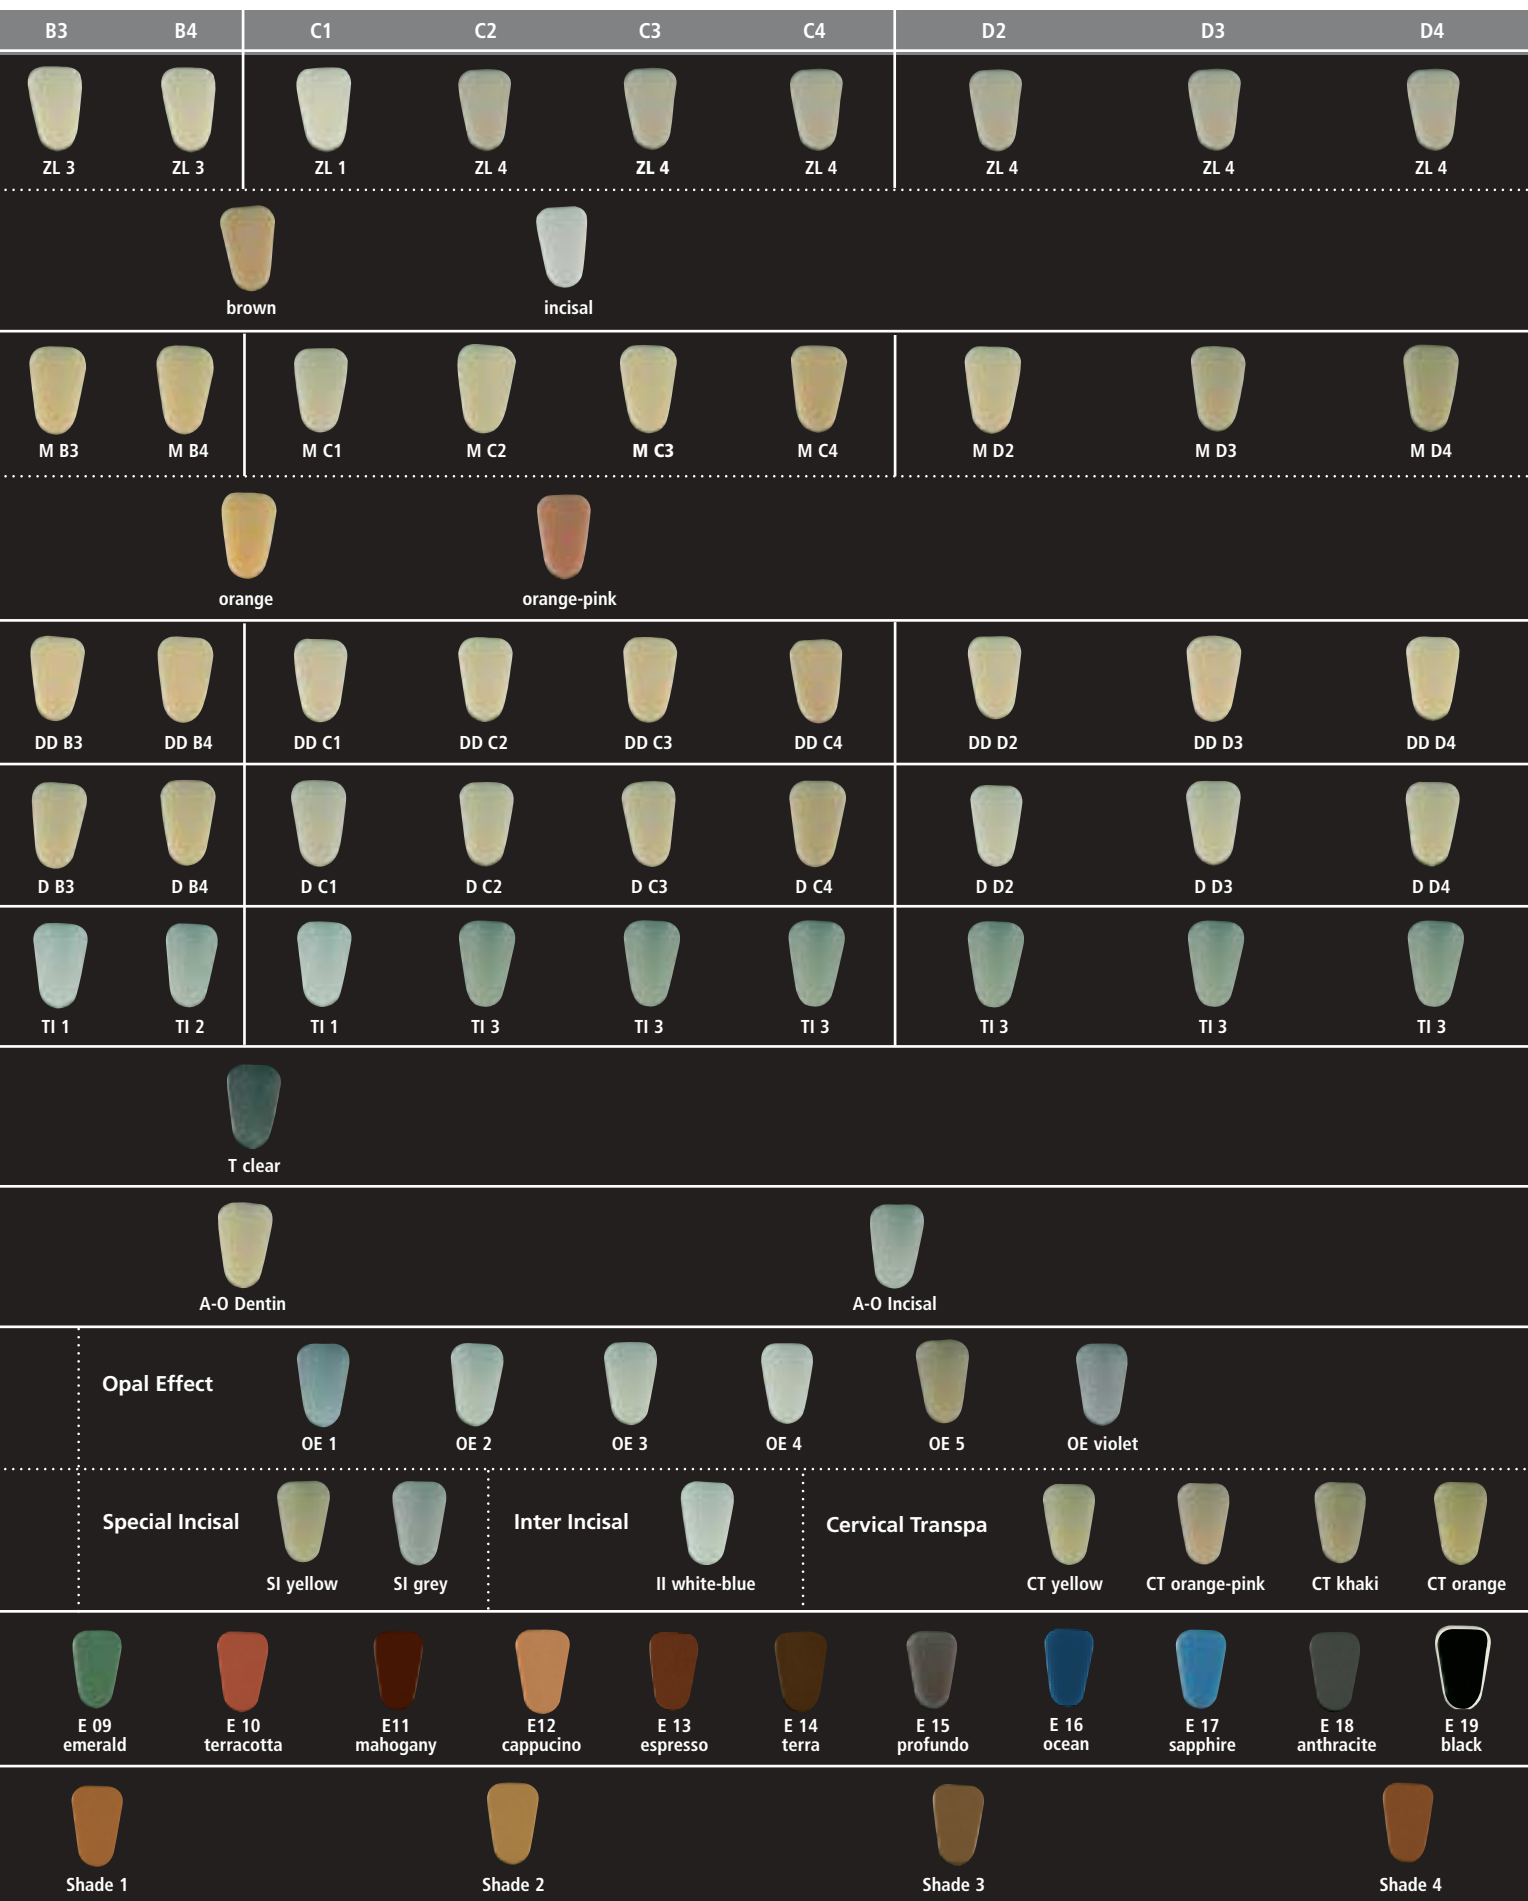 B3 B4 C1 C2 C3 C4 D2 D3 D4
ZL 3 ZL 3 ZL 1 ZL 4 ZL 4 ZL 4 ZL 4 ZL 4 ZL 4
brown incisal
M B3 M B4 M C1 M C2 M C3 M C4 M D2 M D3 M D4
orange orange-pink
DD B3 DD B4 DD C1 DD C2 DD C3 DD C4 DD D2 DD D3 DD D4
D B3 D B4 D C1 D C2 D C3 D C4 D D2 D D3 D D4
TI 1 TI 2 TI 1 TI 3 TI 3 TI 3 TI 3 TI 3 TI 3
T clear
A-O Dentin A-O Incisal
Opal Effect
OE 1 OE 2 OE 3 OE 4 OE 5 OE violet
Special Incisal Inter Incisal Cervical Transpa
SI yellow SI grey II white-blue CT yellow CT orange-pink CT khaki CT orange
E 09 E 10 E11 E12 E 13 E 14 E 15 E 16 E 17 E 18 E 19
emerald terracotta mahogany cappucino espresso terra profundo ocean sapphire anthracite black
Shade 1 Shade 2 Shade 3 Shade 4